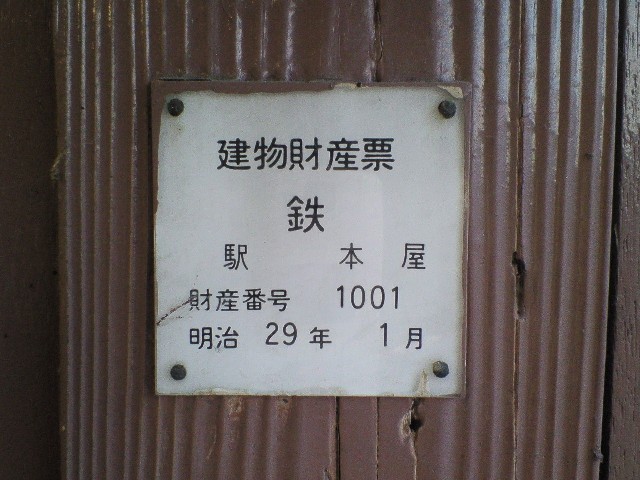 建物財産票
鉄
駅 本 屋
財産番号 1001
明治 29年 1月